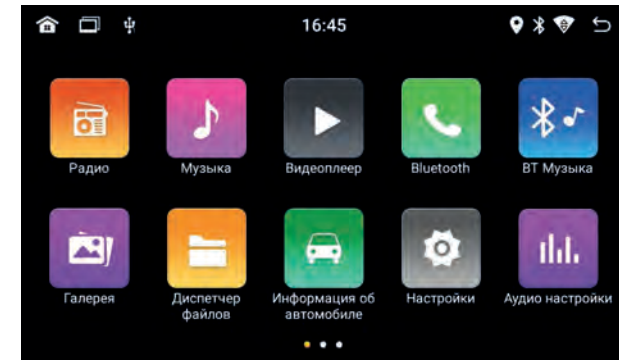 16:45
Радио
Музыка
Видеоплеер
Bluetooth
BT Музыка
Галерея
Диспетчер
файлов
Информация об
автомобиле
Настройки
Аудио настройки